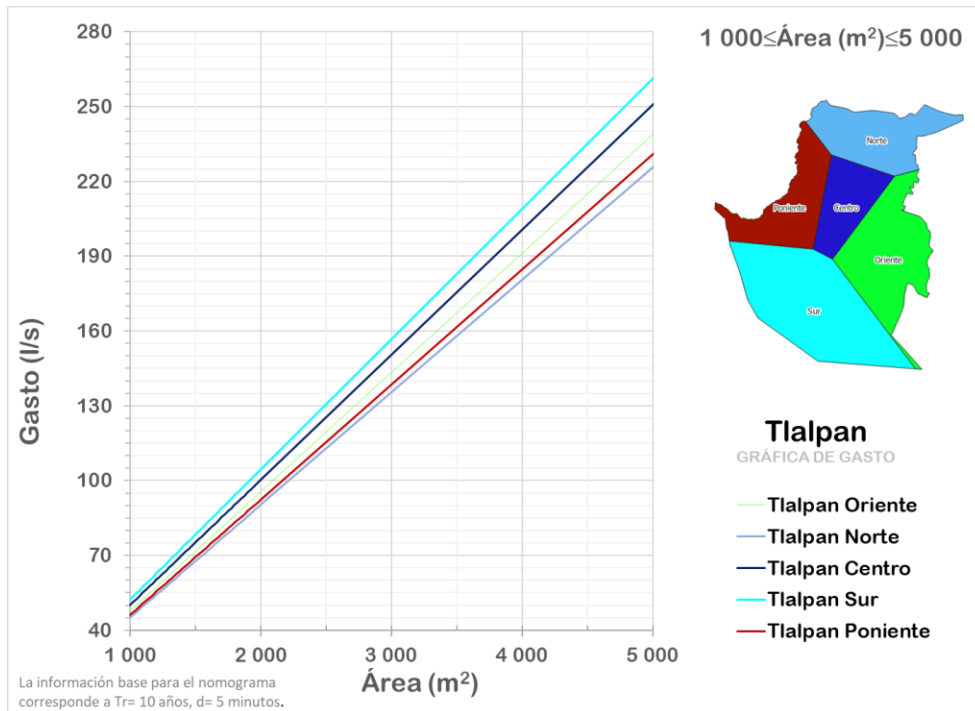 1 000≤Área (m²)≤5 000
Gasto (l/s)
280
250
220
190
160
130
100
70
40
1 000
2 000
3 000
4 000
5 000
Área (m²)
La información base para el nomograma
corresponde a Tr= 10 años, d= 5 minutos.
Norte
Poniente
Centro
Oriente
Sur
Tlalpan
GRÁFICA DE GASTO
Tlalpan Oriente
Tlalpan Norte
Tlalpan Centro
Tlalpan Sur
Tlalpan Poniente